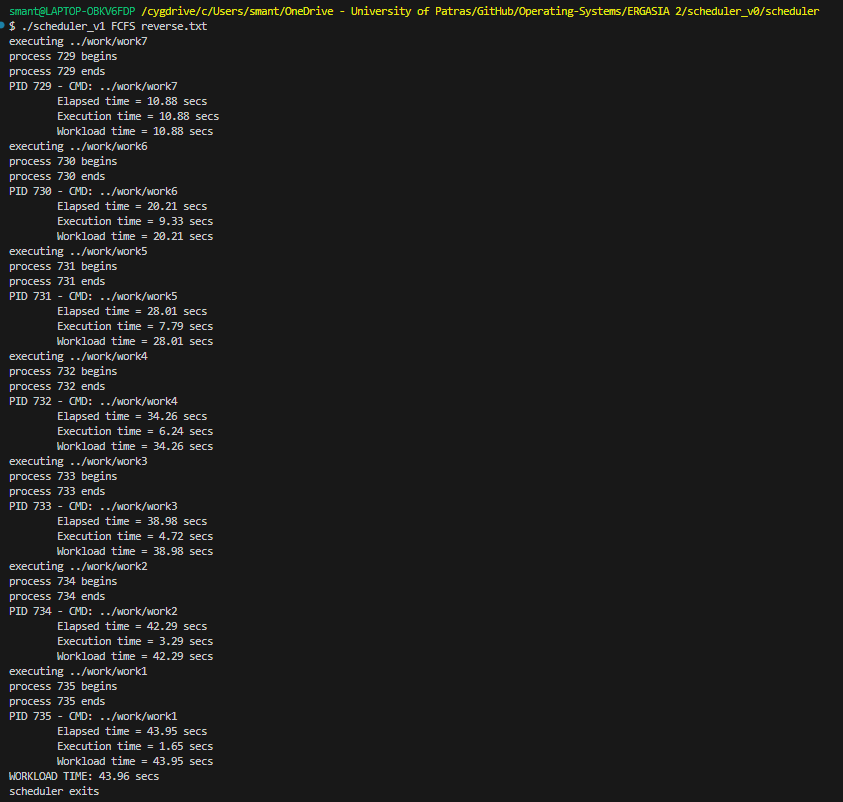 smant@LAPTOP-OBKV6FDP /cygdrive/c/Users/smant/OneDrive - University of Patras/GitHub/Operating-Systems/ERGASIA 2/scheduler_v0/scheduler
$ ./scheduler_v1 FCFS reverse.txt
executing ../work/work7
process 729 begins
process 729 ends
PID 729 - CMD: ../work/work7
Elapsed time = 10.88 secs
Execution time = 10.88 secs
Workload time = 10.88 secs
executing ../work/work6
process 730 begins
process 730 ends
PID 730 - CMD: ../work/work6
Elapsed time = 20.21 secs
Execution time = 9.33 secs
Workload time = 20.21 secs
executing ../work/work5
process 731 begins
process 731 ends
PID 731 - CMD: ../work/work5
Elapsed time = 28.01 secs
Execution time = 7.79 secs
Workload time = 28.01 secs
executing ../work/work4
process 732 begins
process 732 ends
PID 732 - CMD: ../work/work4
Elapsed time = 34.26 secs
Execution time = 6.24 secs
Workload time = 34.26 secs
executing ../work/work3
process 733 begins
process 733 ends
PID 733 - CMD: ../work/work3
Elapsed time = 38.98 secs
Execution time = 4.72 secs
Workload time = 38.98 secs
executing ../work/work2
process 734 begins
process 734 ends
PID 734 - CMD: ../work/work2
Elapsed time = 42.29 secs
Execution time = 3.29 secs
Workload time = 42.29 secs
executing ../work/work1
process 735 begins
process 735 ends
PID 735 - CMD: ../work/work1
Elapsed time = 43.95 secs
Execution time = 1.65 secs
Workload time = 43.95 secs
WORKLOAD TIME: 43.96 secs
scheduler exits